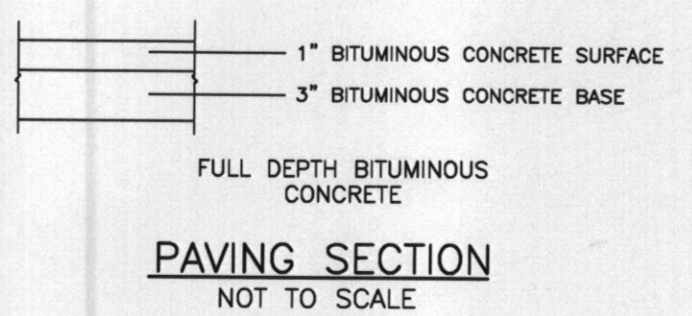 1" BITUMINOUS CONCRETE SURFACE
3" BITUMINOUS CONCRETE BASE
FULL DEPTH BITUMINOUS
CONCRETE
PAVING SECTION
NOT TO SCALE